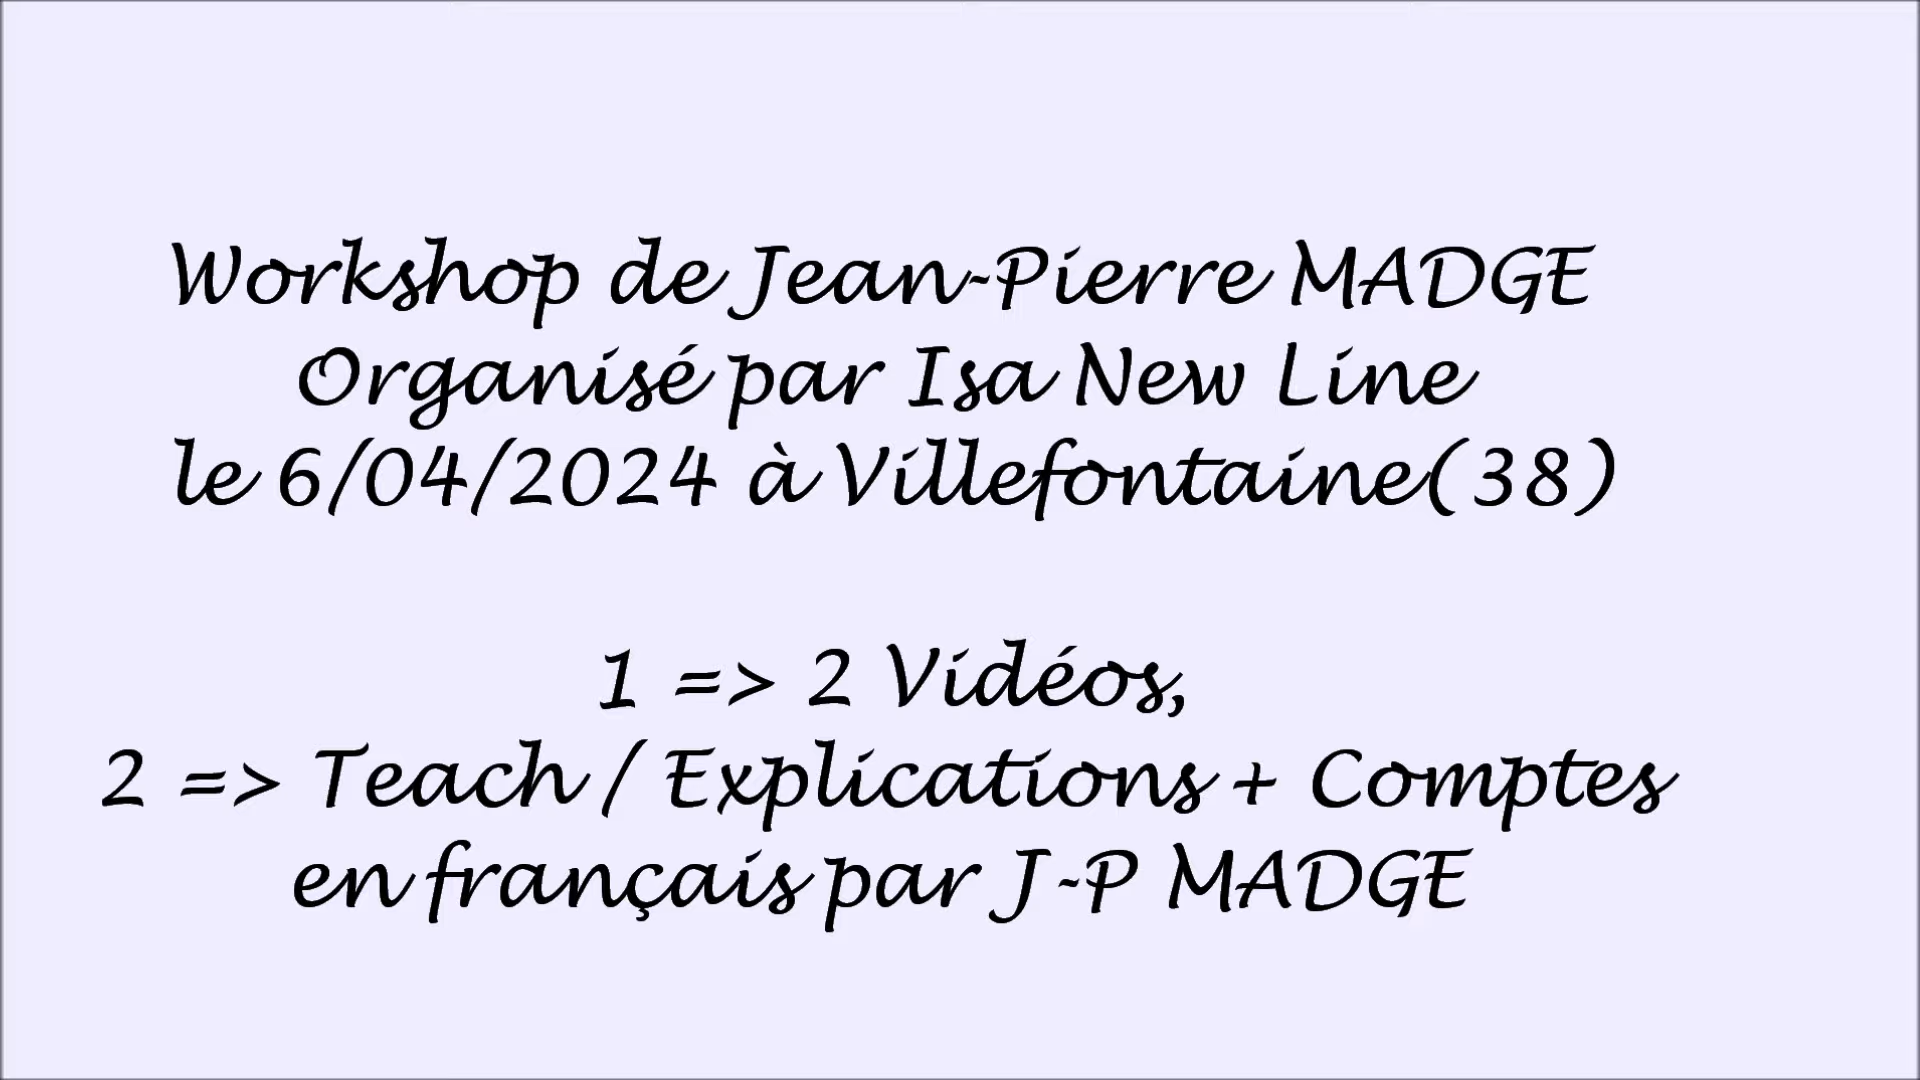 Workshop de Jean-Pierre MADGE
Organisé par Isa New Line
le 6/04/2024 à Villefontaine(38)
1 => 2 Vidéos,
2 => Teach / Explications + Comptes
en français par J-P MADGE